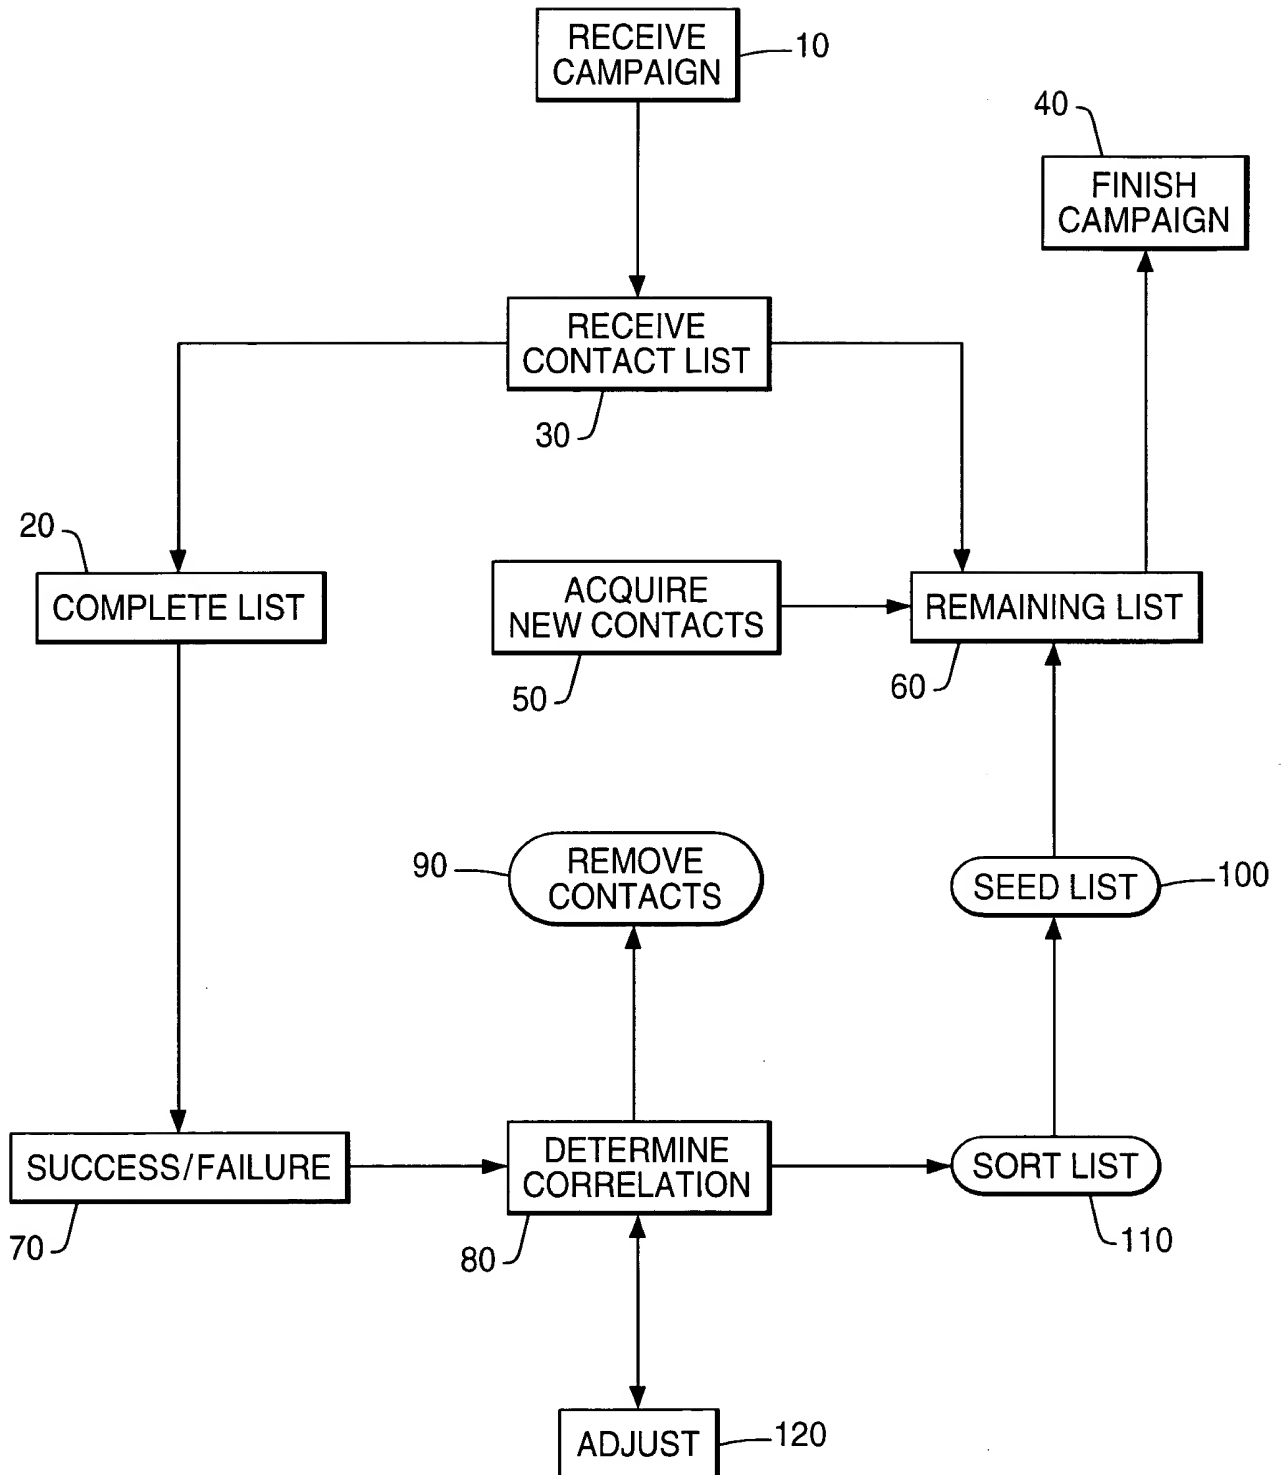 RECEIVE
CAMPAIGN
10
40
FINISH
CAMPAIGN
RECEIVE
CONTACT LIST
30
20
COMPLETE LIST
ACQUIRE
NEW CONTACTS
50
REMAINING LIST
60
90
REMOVE
CONTACTS
SEED LIST
100
SUCCESS/FAILURE
70
DETERMINE
CORRELATION
80
SORT LIST
110
ADJUST
120